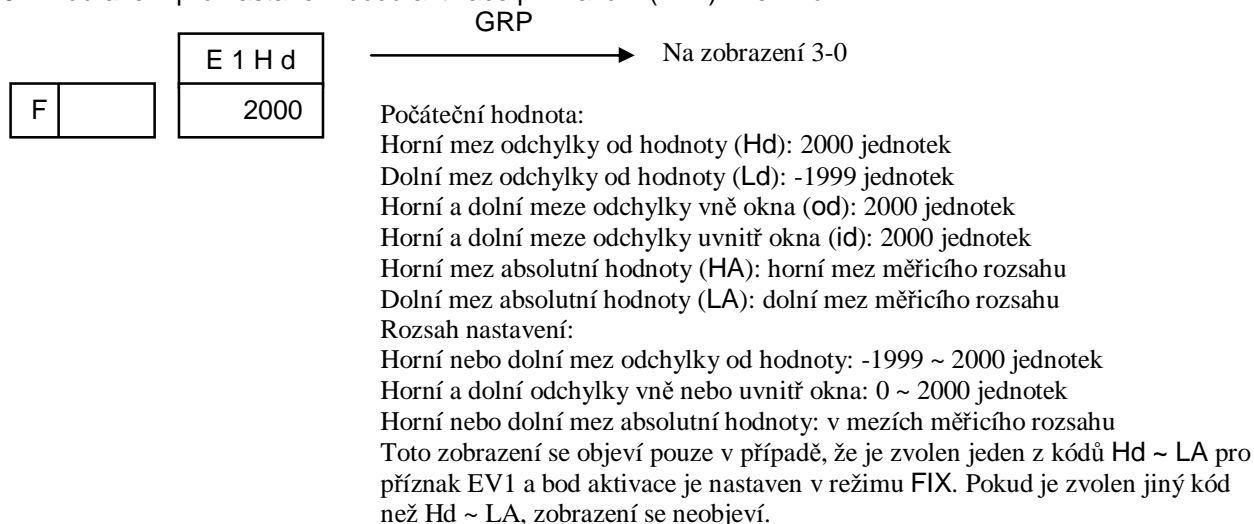 GRP
E 1 H d
Na zobrazení 3-0
F
2000
Počáteční hodnota:
Horní mez odchylky od hodnoty (Hd): 2000 jednotek
Dolní mez odchylky od hodnoty (Ld): -1999 jednotek
Horní a dolní meze odchylky vně okna (od): 2000 jednotek
Horní a dolní meze odchylky uvnitř okna (id): 2000 jednotek
Horní mez absolutní hodnoty (HA): horní mez měřicího rozsahu
Dolní mez absolutní hodnoty (LA): dolní mez měřicího rozsahu
Rozsah nastavení:
Horní nebo dolní mez odchylky od hodnoty: -1999 ~ 2000 jednotek
Horní a dolní odchylky vně nebo uvnitř okna: 0 ~ 2000 jednotek
Horní nebo dolní mez absolutní hodnoty: v mezích měřicího rozsahu
Toto zobrazení se objeví pouze v případě, že je zvolen jeden z kódů Hd ~ LA pro
příznak EV1 a bod aktivace je nastaven v režimu FIX. Pokud je zvolen jiný kód
než Hd ~ LA, zobrazení se neobjeví.